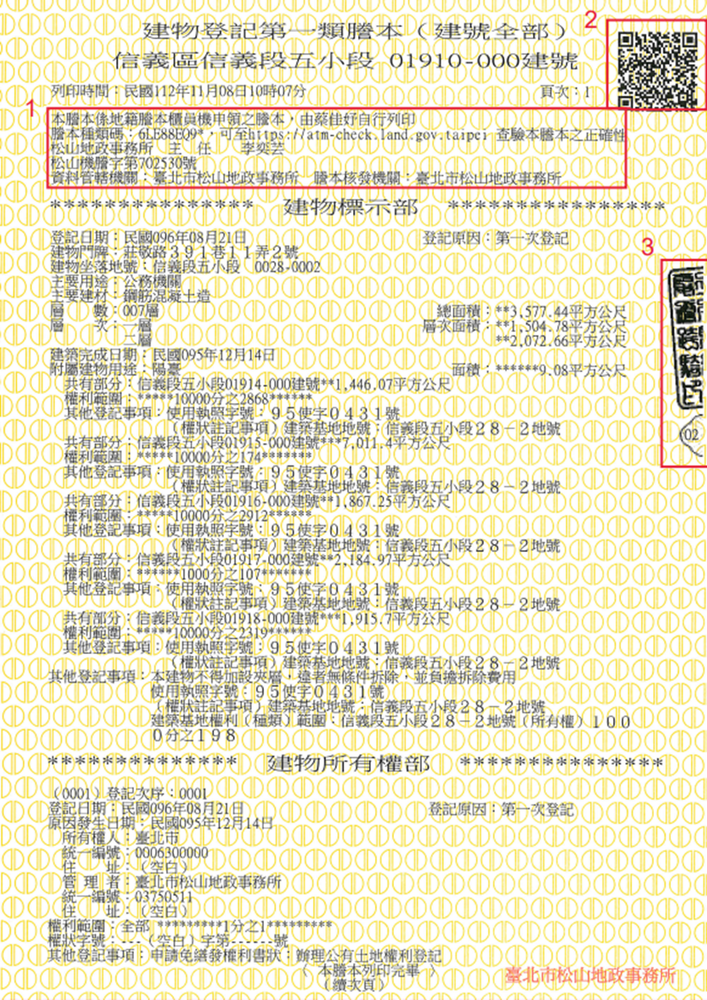 建物登記第一類謄本（建號全部）
2
信義區信義段五小段 01910-000建號
列印時間：民國112年11月08日10時07分 頁次：1
1
本謄本係地籍謄本櫃員機申領之謄本，由蔡佳妤自行列印
謄本種類碼：6LE88EQ9*，可至https://atm-check.land.gov.taipei 查驗本謄本之正確性
松山地政事務所 主 任 李奕芸
松山機謄字第702530號
資料管轄機關：臺北市松山地政事務所 謄本核發機關：臺北市松山地政事務所
*************** 建物標示部 ****************
登記日期：民國096年08月21日 登記原因：第一次登記
3
建物門牌：莊敬路３９１巷１１弄２號
建物坐落地號：信義段五小段 0028-0002
主要用途：公務機關
主要建材：鋼筋混凝土造
層 數：007層 總面積：**3,577.44平方公尺
層 次：一層 層次面積：**1,504.78平方公尺
二層 **2,072.66平方公尺
建築完成日期：民國095年12月14日
附屬建物用途：陽臺 面積：******9.08平方公尺
共有部分：信義段五小段01914-000建號**1,446.07平方公尺
權利範圍：*****10000分之2868******
其他登記事項：使用執照字號：９５使字０４３１號
（權狀註記事項）建築基地地號：信義段五小段２８－２地號
共有部分：信義段五小段01915-000建號***7,011.4平方公尺
權利範圍：*****10000分之174*******
其他登記事項：使用執照字號：９５使字０４３１號
（權狀註記事項）建築基地地號：信義段五小段２８－２地號
共有部分：信義段五小段01916-000建號**1,867.25平方公尺
權利範圍：*****10000分之2912******
其他登記事項：使用執照字號：９５使字０４３１號
（權狀註記事項）建築基地地號：信義段五小段２８－２地號
共有部分：信義段五小段01917-000建號**2,184.97平方公尺
權利範圍：******1000分之107*******
其他登記事項：使用執照字號：９５使字０４３１號
（權狀註記事項）建築基地地號：信義段五小段２８－２地號
共有部分：信義段五小段01918-000建號***1,915.7平方公尺
權利範圍：*****10000分之2319******
其他登記事項：使用執照字號：９５使字０４３１號
（權狀註記事項）建築基地地號：信義段五小段２８－２地號
其他登記事項：本建物不得加設夾層，違者無條件拆除，並負擔拆除費用
使用執照字號：９５使字０４３１號
（權狀註記事項）建築基地地號：信義段五小段２８－２地號
建築基地權利（種類）範圍：信義段五小段２８－２地號（所有權）１００
０分之１９８
02
************** 建物所有權部 ***************
（0001）登記次序：0001
登記日期：民國096年08月21日 登記原因：第一次登記
原因發生日期：民國095年12月14日
所有權人：臺北市
統一編號：0006300000
住 址：（空白）
管 理 者：臺北市松山地政事務所
統一編號：03750511
住 址：（空白）
權利範圍：全部 *********1分之1*********
權狀字號：---（空白）字第------號
其他登記事項：申請免繕發權利書狀：辦理公有土地權利登記
〈 本謄本列印完畢 〉
（續次頁）
臺北市松山地政事務所